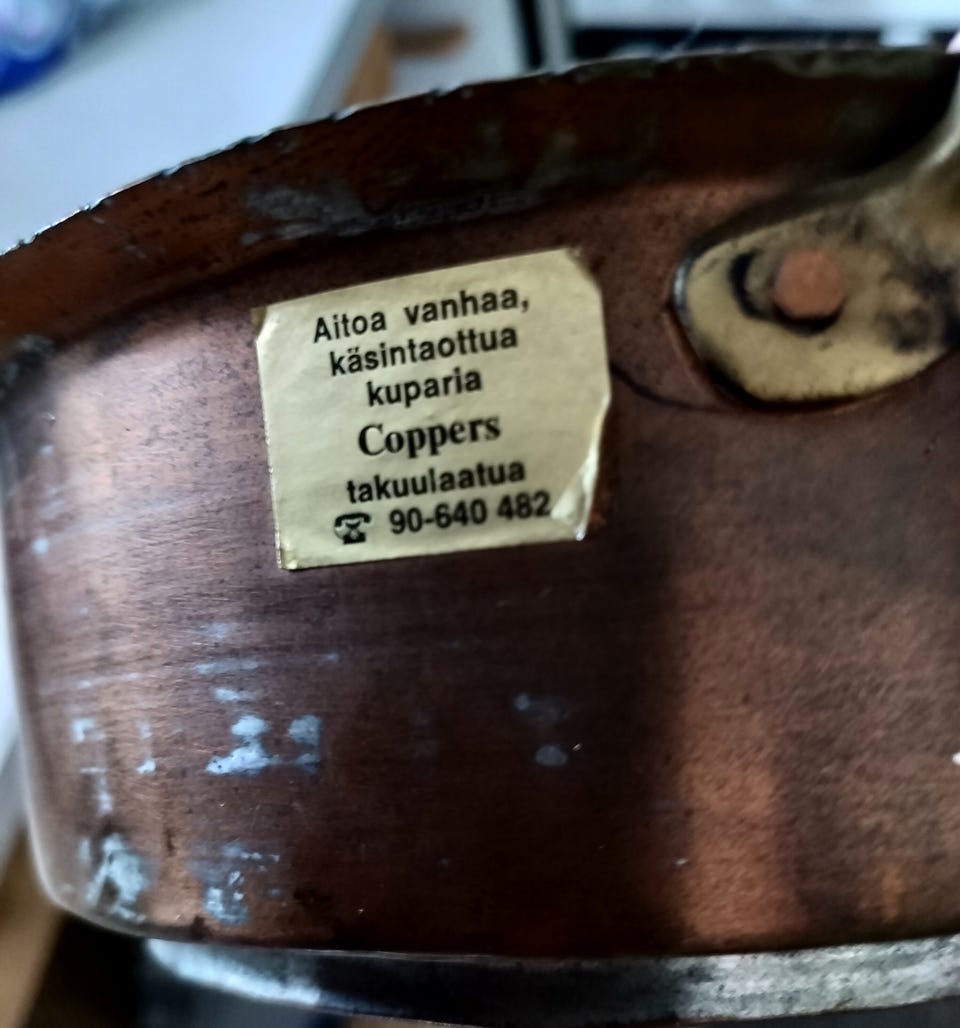 Aitoa vanhaa,
käsintaottua
kuparia
Coppers
takuulaatua
☎ 90-640 482